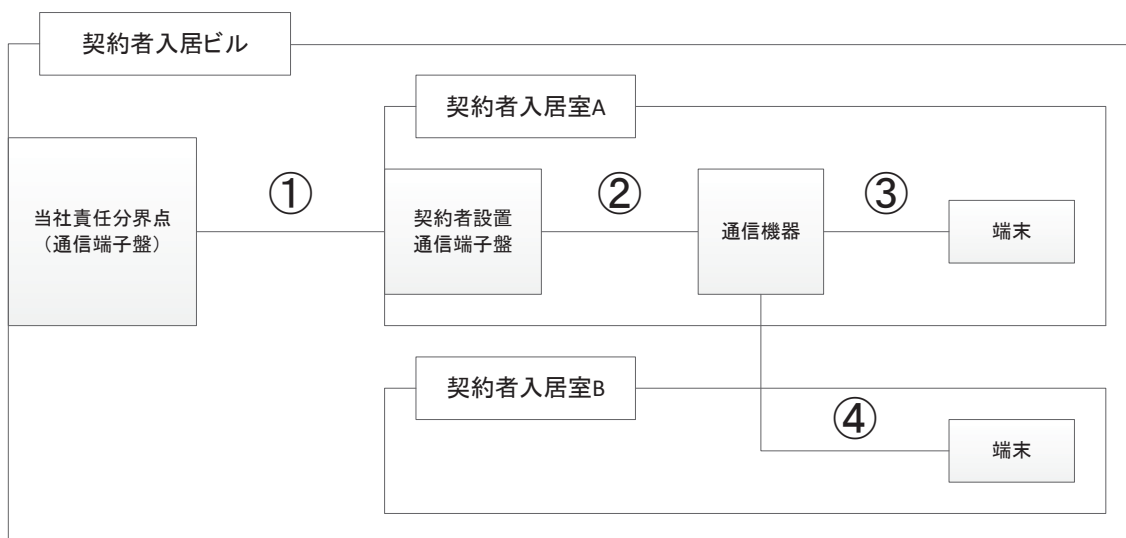 契約者入居ビル
契約者入居室A
当社責任分界点
（通信端子盤）
①
契約者設置
通信端子盤
②
通信機器
③
端末
契約者入居室B
④
端末